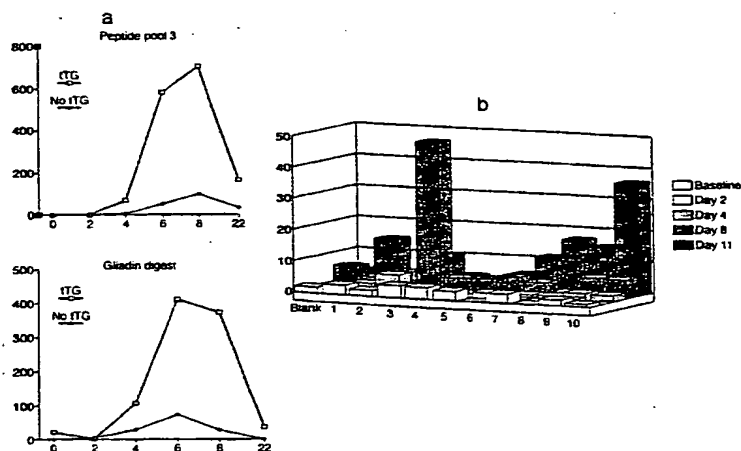 a
Peptide pool 3
800
600
400
200
0
tTG
No tTG
0 2 4 6 8 22
Gliadin digest
500
400
300
200
100
0
tTG
No tTG
0 2 4 6 8 22
b
50
40
30
20
10
0
Blank 1 2 3 4 5 6 7 8 9 10
Baseline
Day 2
Day 4
Day 8
Day 11